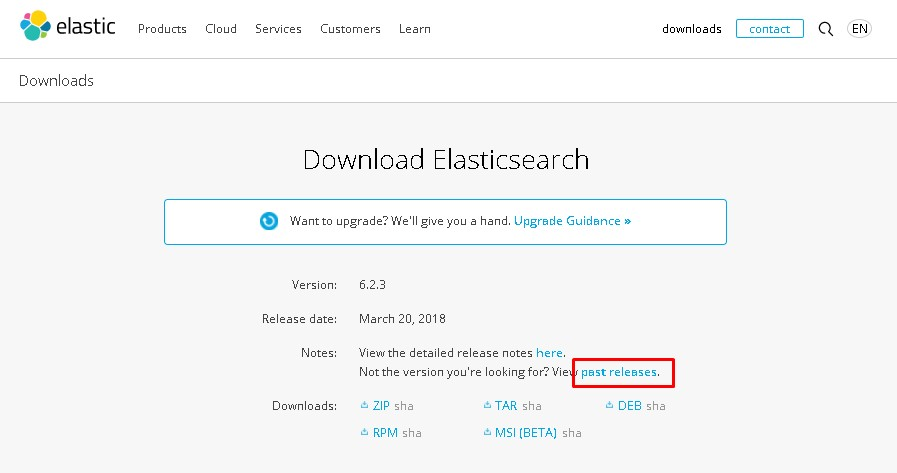 elastic Products Cloud Services Customers Learn downloads contact EN
Downloads
Download Elasticsearch
Want to upgrade? We'll give you a hand. Upgrade Guidance »
Version: 6.2.3
Release date: March 20, 2018
Notes: View the detailed release notes here.
Not the version you're looking for? View past releases.
Downloads: ZIP sha TAR sha DEB sha
RPM sha MSI (BETA) sha